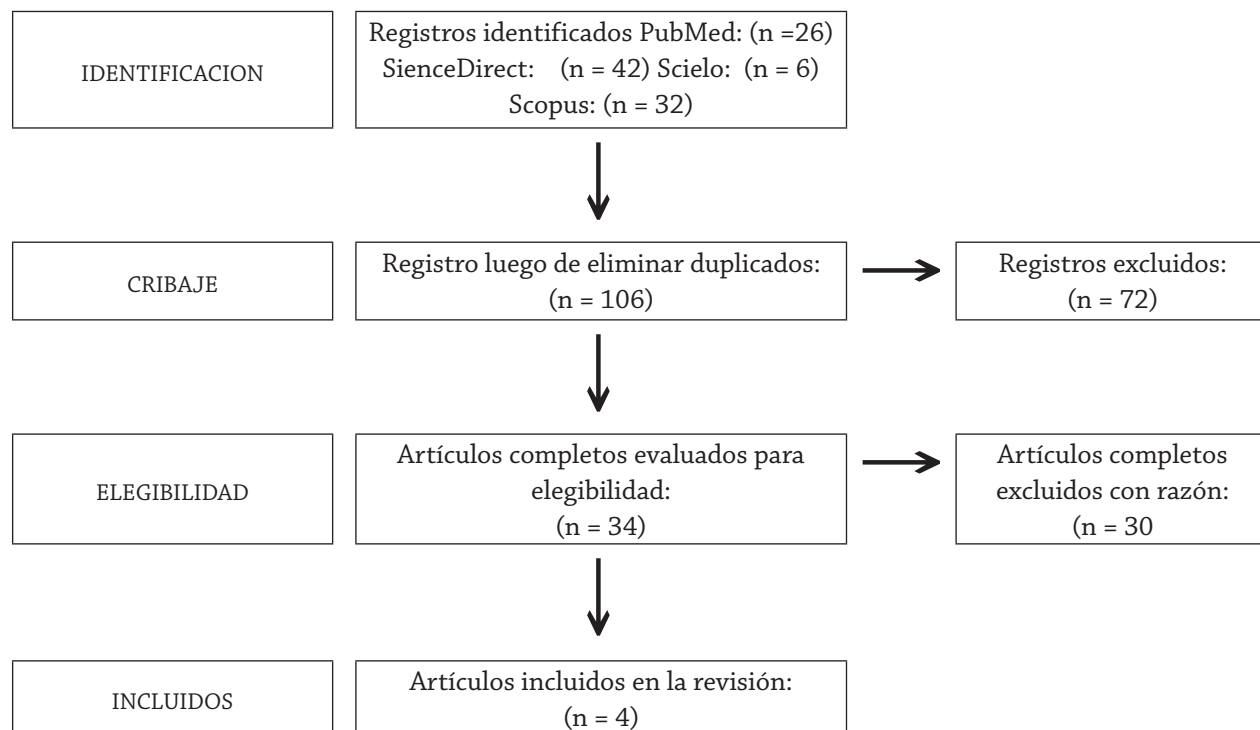 IDENTIFICACION
Registros identificados PubMed: (n =26)
SienceDirect: (n = 42) Scielo: (n = 6)
Scopus: (n = 32)
CRIBAJE
Registro luego de eliminar duplicados:
(n = 106)
Registros excluidos:
(n = 72)
ELEGIBILIDAD
Artículos completos evaluados para
elegibilidad:
(n = 34)
Artículos completos
excluidos con razón:
(n = 30
INCLUIDOS
Artículos incluidos en la revisión:
(n = 4)